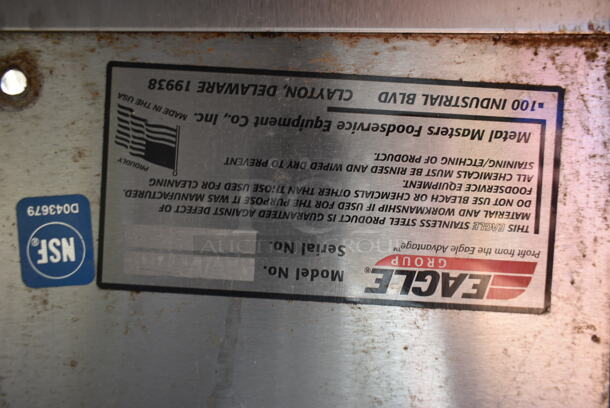 EAGLE®
GROUP
Profit from the Eagle Advantage™
Model No.
Serial No.
THIS EAGLE STAINLESS STEEL PRODUCT IS GUARANTEED AGAINST DEFECT OF
MATERIAL AND WORKMANSHIP IF USED FOR THE PURPOSE IT WAS MANUFACTURED.
DO NOT USE BLEACH OR CHEMICALS OTHER THAN THOSE USED FOR CLEANING
FOODSERVICE EQUIPMENT.
ALL CHEMICALS MUST BE RINSED AND WIPED DRY TO PREVENT
STAINING/ETCHING OF PRODUCT.
PROUDLY
MADE IN THE USA
Metal Masters Foodservice Equipment Co., Inc.
■100 INDUSTRIAL BLVD CLAYTON, DELAWARE 19938
NSF®
D043679